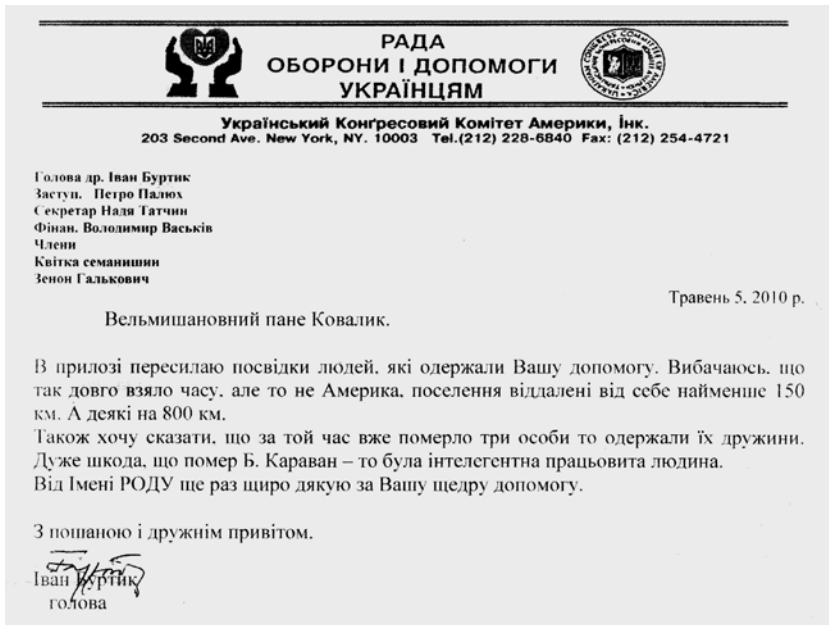 РАДА
ОБОРОНИ І ДОПОМОГИ
УКРАЇНЦЯМ
Український Конґресовий Комітет Америки, Інк.
203 Second Ave. New York, NY. 10003 Tel.(212) 228-6840 Fax: (212) 254-4721
Голова др. Іван Буртик
Заступ. Петро Палюх
Секретар Надя Татчин
Фінан. Володимир Васьків
Члени
Квітка семанишин
Зенон Галькович
Травень 5, 2010 р.
Вельмишановний пане Ковалик.
В прилозі пересилаю посвідки людей, які одержали Вашу допомогу. Вибачаюсь, що
так довго взяло часу, але то не Америка, поселення віддалені від себе найменше 150
км. А деякі на 800 км.
Також хочу сказати, що за той час вже померло три особи то одержали їх дружини.
Дуже шкода, що помер Б. Караван – то була інтелегентна працьовита людина.
Від Імені РОДУ ще раз щиро дякую за Вашу щедру допомогу.
З пошаною і дружнім привітом.
Іван Буртик
голова